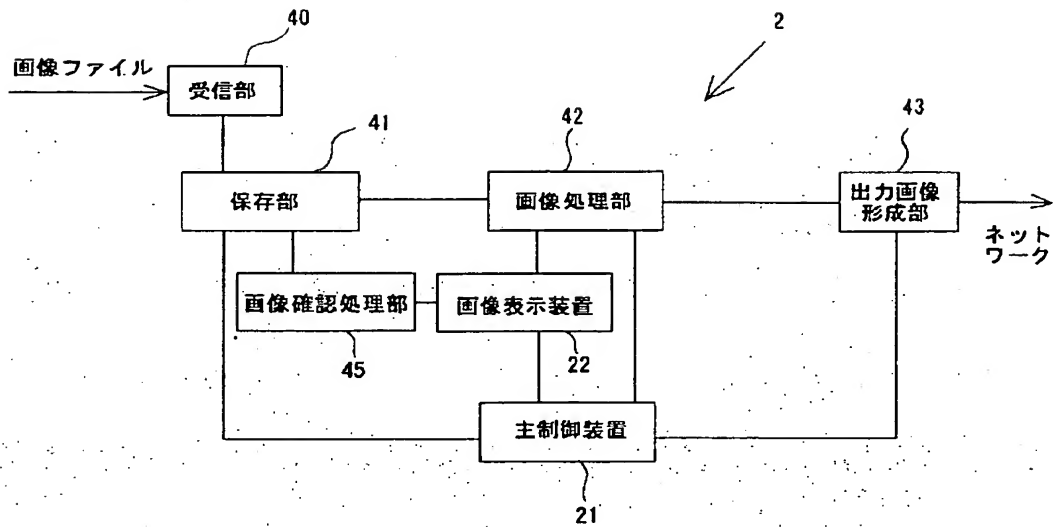 40
2
画像ファイル
受信部
41
42
43
保存部
画像処理部
出力画像
形成部
ネット
ワーク
画像確認処理部
画像表示装置
45
22
主制御装置
21